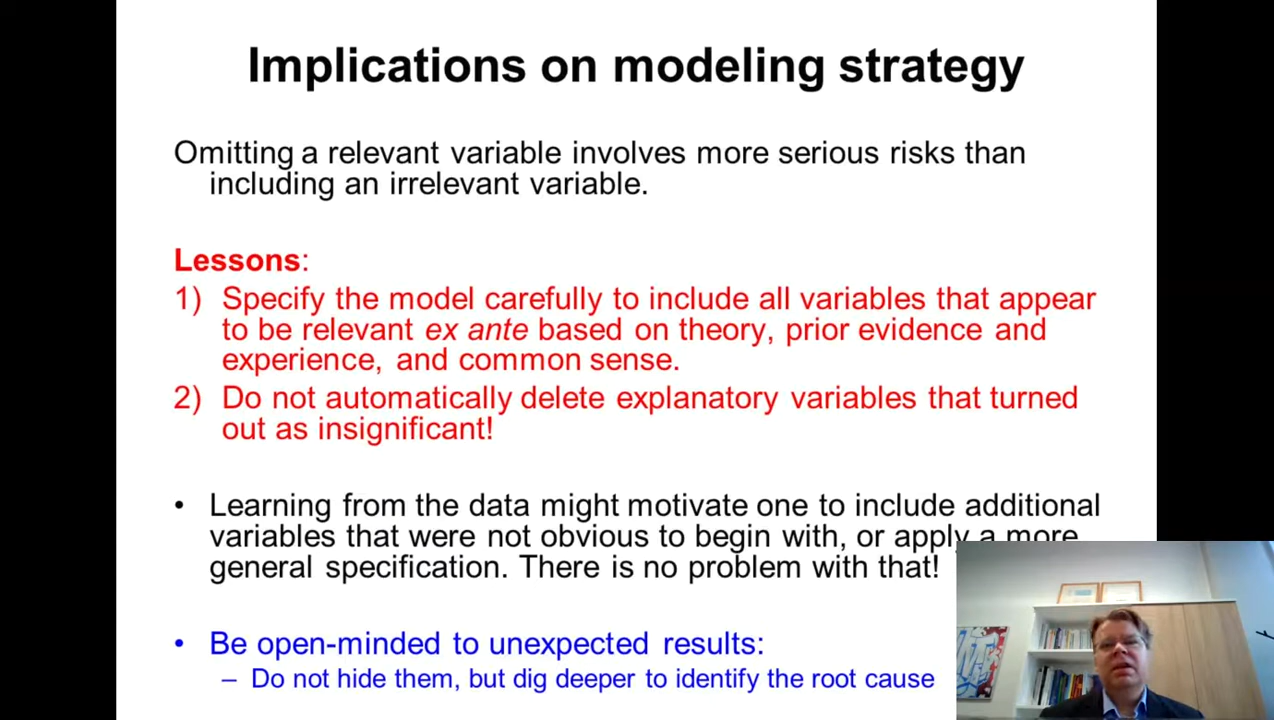 Implications on modeling strategy
Omitting a relevant variable involves more serious risks than
including an irrelevant variable.
Lessons:
1) Specify the model carefully to include all variables that appear
to be relevant ex ante based on theory, prior evidence and
experience, and common sense.
2) Do not automatically delete explanatory variables that turned
out as insignificant!
• Learning from the data might motivate one to include additional
variables that were not obvious to begin with, or apply a more
general specification. There is no problem with that!
• Be open-minded to unexpected results:
– Do not hide them, but dig deeper to identify the root cause